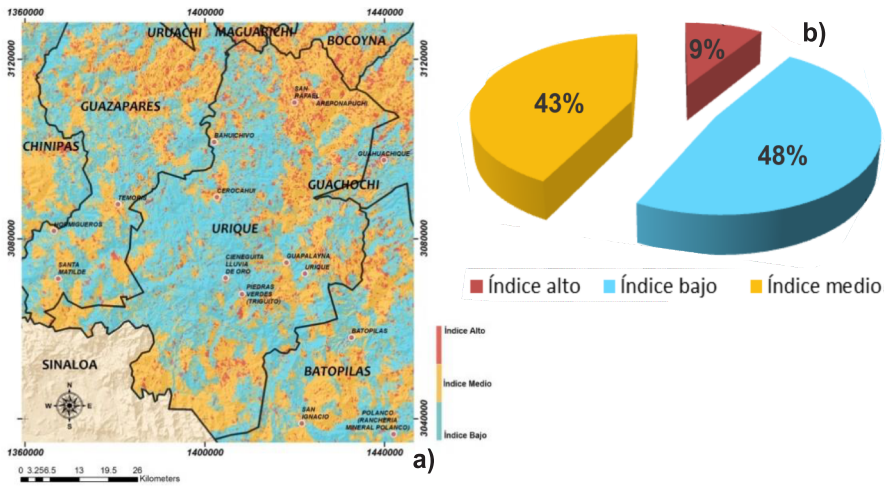 1360000
1400000
1440000
3120000
3120000
3080000
3080000
3040000
3040000
URUACHI
MAGUARICHI
BOCOYNA
SAN
RAFAEL
AREPONAPUCHI
GUAZAPARES
BAHUICHIVO
CHINIPAS
GUAHUACHIQUE
GUACHOCHI
CEROCAHUI
TEMORIS
HORMIGUEROS
URIQUE
CIENEGUITA
LLUVIA
DE ORO
GUAPALAYNA
URIQUE
SANTA
MATILDE
PIEDRAS
VERDES
(TRIGUITO)
BATOPILAS
SINALOA
BATOPILAS
N
W
E
S
SAN
IGNACIO
POLANCO
(RANCHERIA
MINERAL POLANCO)
1360000
1400000
1440000
0 3.25 6.5 13 19.5 26
Kilometers
a)
Índice Alto
Índice Medio
Índice Bajo
b)
9%
43%
48%
Índice alto
Índice bajo
Índice medio